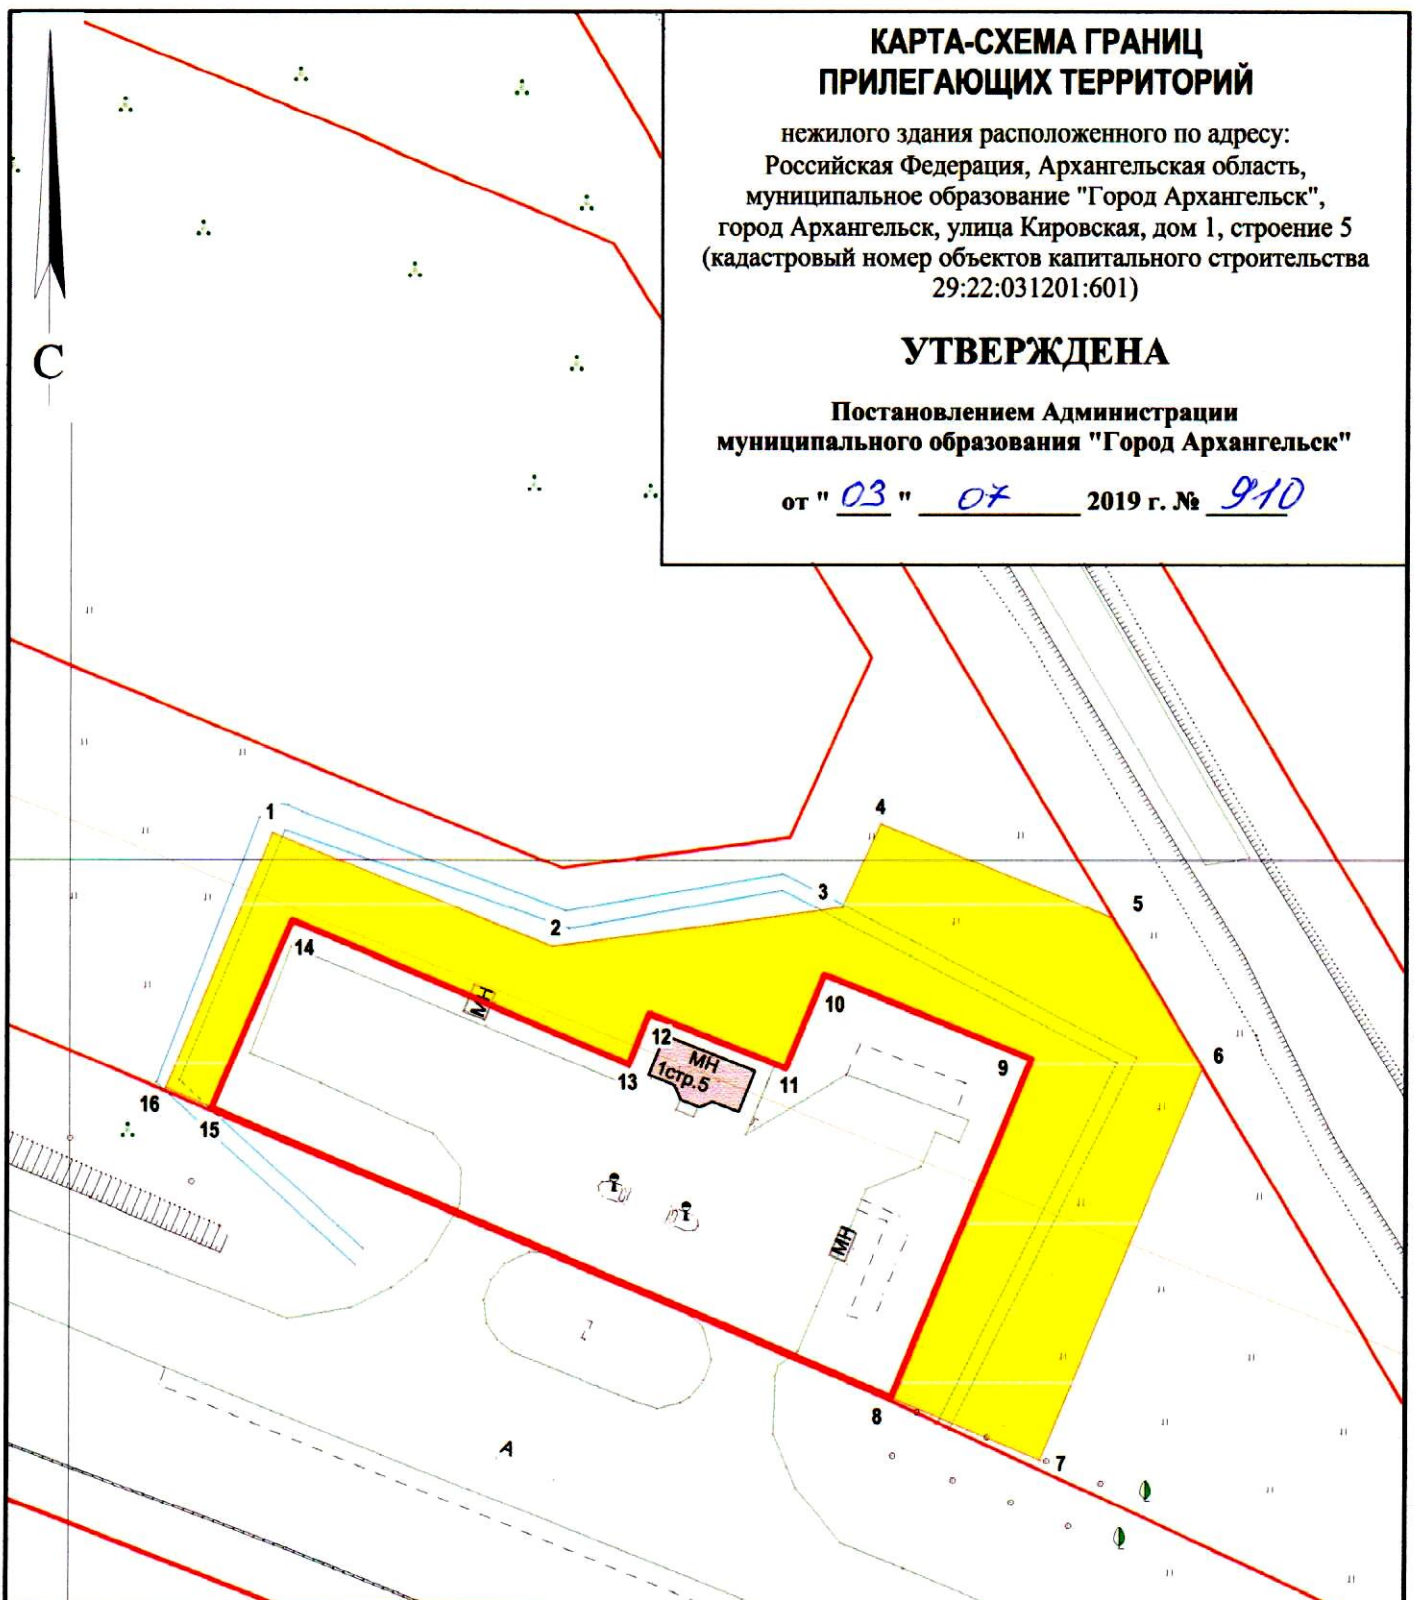 КАРТА-СХЕМА ГРАНИЦ
ПРИЛЕГАЮЩИХ ТЕРРИТОРИЙ
нежилого здания расположенного по адресу:
Российская Федерация, Архангельская область,
муниципальное образование "Город Архангельск",
город Архангельск, улица Кировская, дом 1, строение 5
(кадастровый номер объектов капитального строительства
29:22:031201:601)
УТВЕРЖДЕНА
Постановлением Администрации
муниципального образования "Город Архангельск"
от " 03 " 07 2019 г. № 910
С
1
2
3
4
5
6
7
8
9
10
11
12
13
14
15
16
МН
МН
1стр.5
МН
А